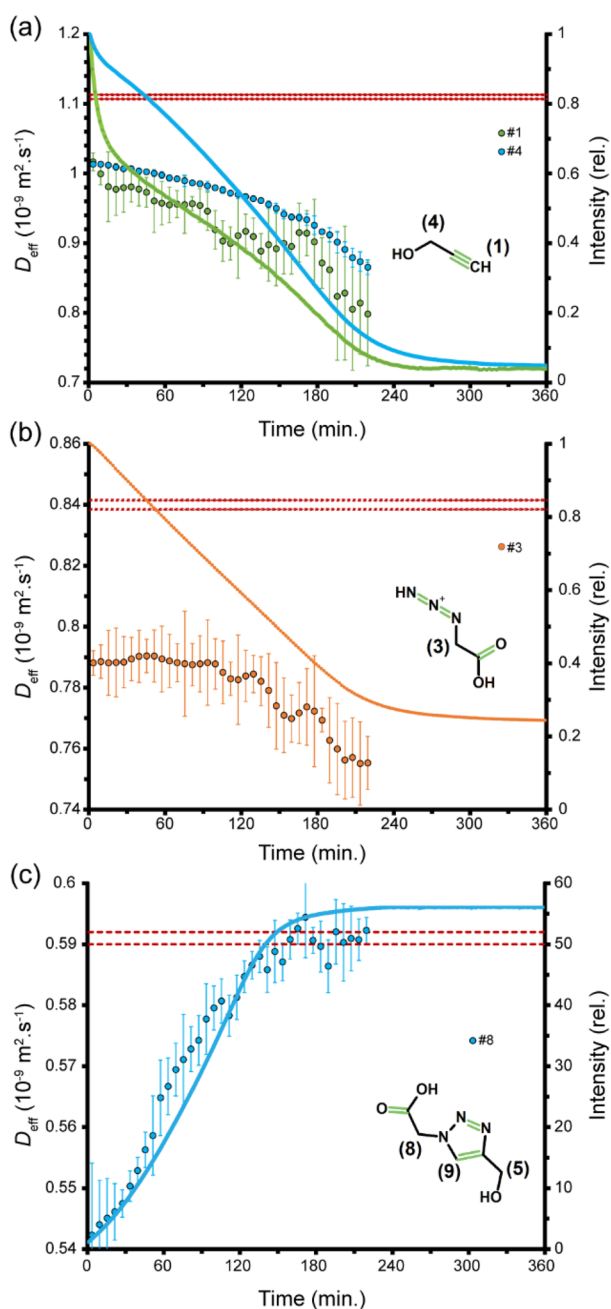 (a)
1.2
1.1
1
0.9
0.8
0.7
D_eff (10⁻⁹ m².s⁻¹)
1
0.8
0.6
0.4
0.2
0
Intensity (rel.)
#1
#4
(4)
(1)
HO
CH
0 60 120 180 240 300 360
Time (min.)
(b)
0.86
0.84
0.82
0.8
0.78
0.76
0.74
D_eff (10⁻⁹ m².s⁻¹)
1
0.8
0.6
0.4
0.2
0
Intensity (rel.)
#3
HN
N⁺
N
(3)
O
OH
0 60 120 180 240 300 360
Time (min.)
(c)
0.6
0.59
0.58
0.57
0.56
0.55
0.54
D_eff (10⁻⁹ m².s⁻¹)
60
50
40
30
20
10
0
Intensity (rel.)
#8
OH
O
N
N
N
(8)
(9)
(5)
HO
0 60 120 180 240 300 360
Time (min.)